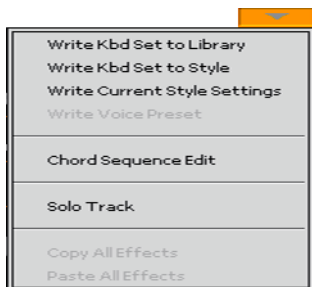 Write Kbd Set to Library
Write Kbd Set to Style
Write Current Style Settings
Write Voice Preset
Chord Sequence Edit
Solo Track
Copy All Effects
Paste All Effects